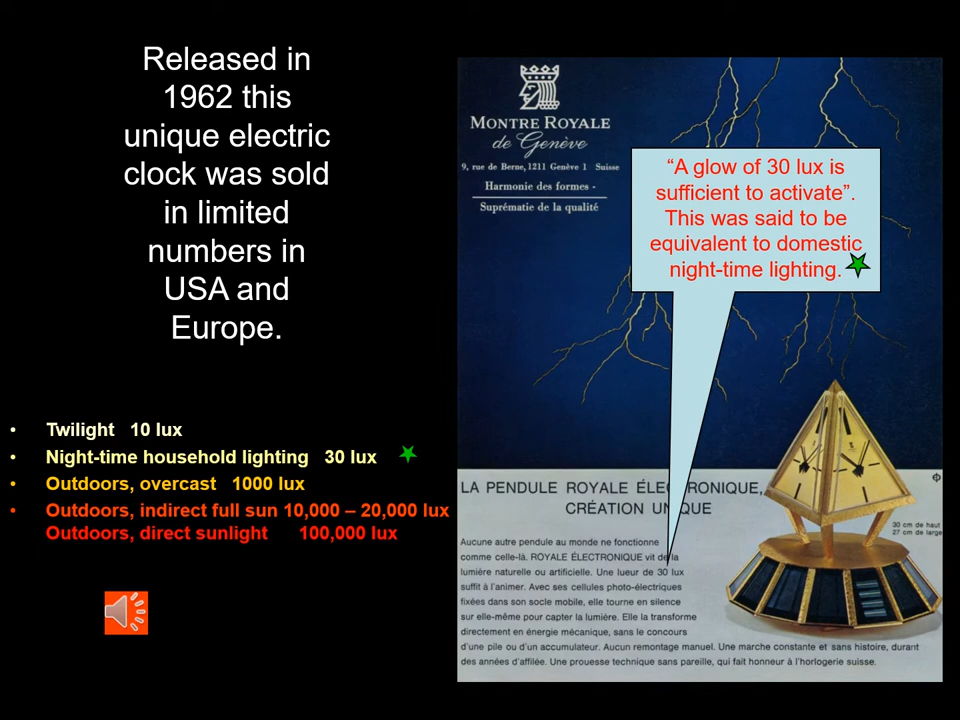 Released in
1962 this
unique electric
clock was sold
in limited
numbers in
USA and
Europe.
• Twilight 10 lux
• Night-time household lighting 30 lux
• Outdoors, overcast 1000 lux
• Outdoors, indirect full sun 10,000 – 20,000 lux
Outdoors, direct sunlight 100,000 lux
MONTRE ROYALE
de Genève
9, rue de Berne, 1211 Genève 1 Suisse
Harmonie des formes -
Suprématie de la qualité
“A glow of 30 lux is
sufficient to activate”.
This was said to be
equivalent to domestic
night-time lighting.
LA PENDULE ROYALE ÉLECTRONIQUE,
CRÉATION UNIQUE
30 cm de haut
27 cm de large
Aucune autre pendule au monde ne fonctionne
comme celle-là. ROYALE ÉLECTRONIQUE vit de la
lumière naturelle ou artificielle. Une lueur de 30 lux
suffit à l'animer. Avec ses cellules photo-électriques
fixées dans son socle mobile, elle tourne en silence
sur elle-même pour capter la lumière. Elle la transforme
directement en énergie mécanique, sans le concours
d'une pile ou d'un accumulateur. Aucun remontage manuel. Une marche constante et sans histoire, durant
des années d'affilée. Une prouesse technique sans pareille, qui fait honneur à l'horlogerie suisse.